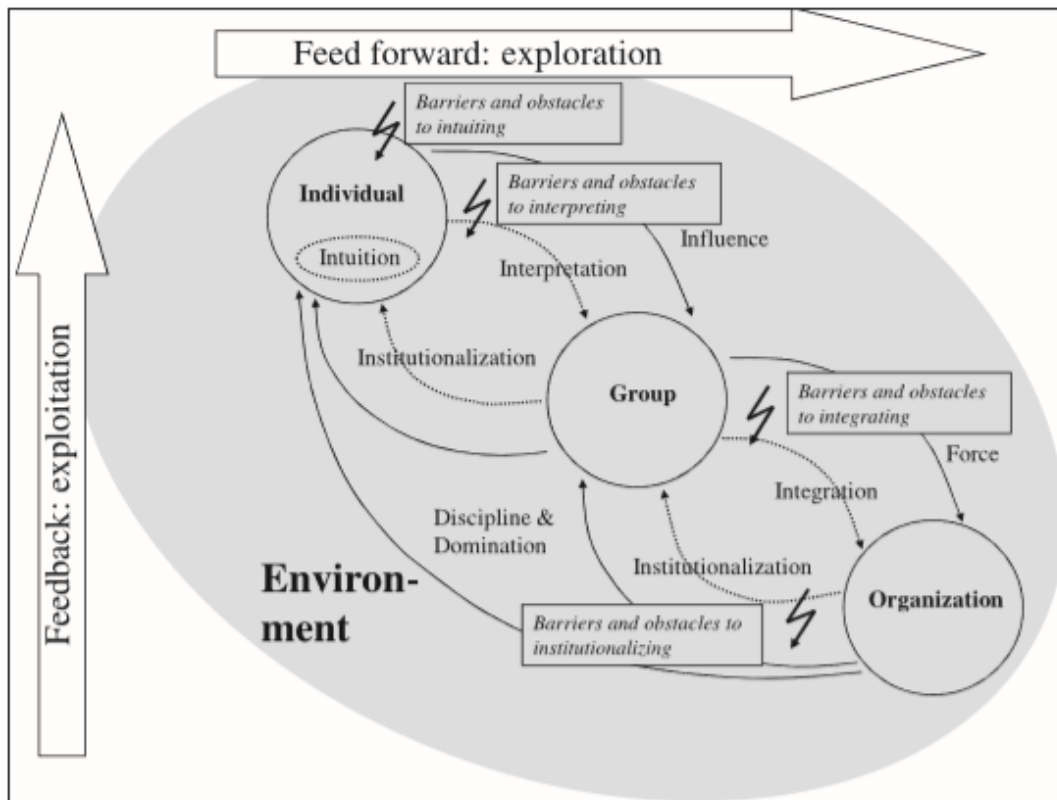 Feed forward: exploration
Barriers and obstacles
to intuiting
Individual
Barriers and obstacles
to interpreting
Influence
Intuition
Interpretation
Institutionalization
Group
Barriers and obstacles
to integrating
Force
Integration
Discipline &
Domination
Institutionalization
Environ-
ment
Organization
Barriers and obstacles to
institutionalizing
Feedback: exploitation